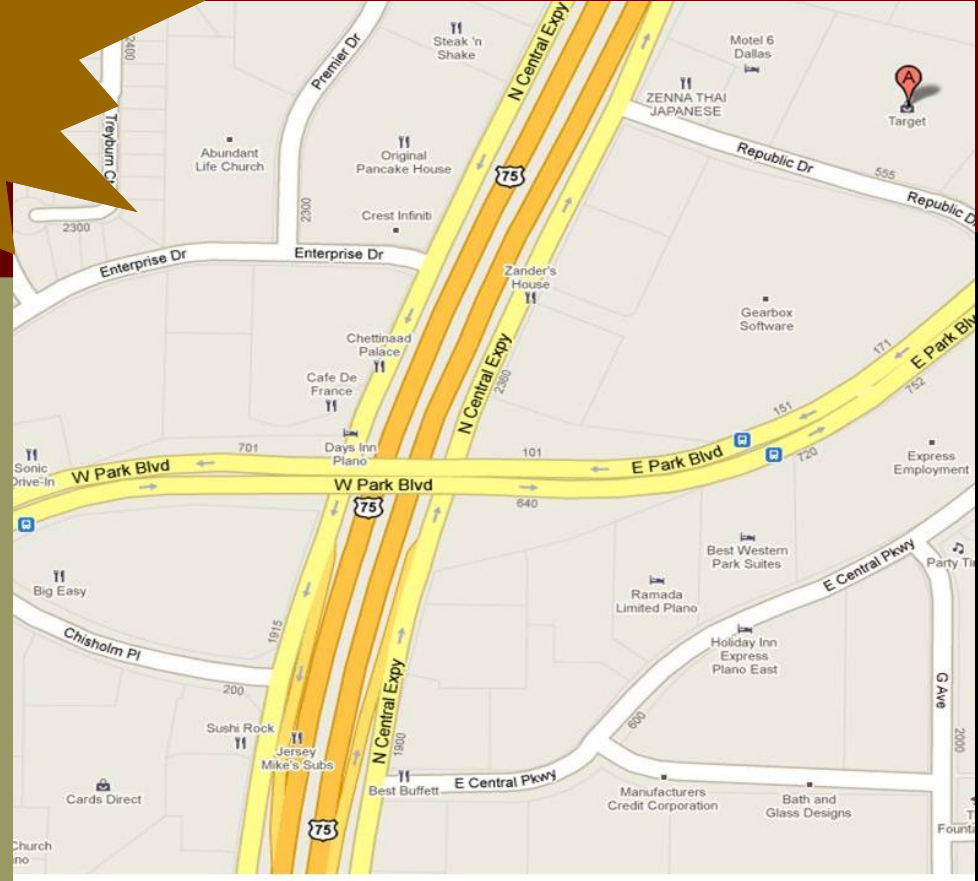 2400
Treyburn Ct
2300
Premier Dr
Steak 'n
Shake
N Central Expy
Motel 6
Dallas
ZENNA THAI
JAPANESE
A
Target
Abundant
Life Church
Original
Pancake House
75
Republic Dr
555
Republic D
2300
Crest Infiniti
Enterprise Dr
Enterprise Dr
Zander's
House
Gearbox
Software
Chettinaad
Palace
N Central Expy
2360
171
E Park Blv
752
Cafe De
France
151
Days Inn
Plano
701
101
720
Sonic
Drive-In
W Park Blvd
E Park Blvd
Express
Employment
W Park Blvd
75
640
Best Western
Park Suites
E Central Pkwy
Party Ti
Big Easy
Ramada
Limited Plano
1915
Chisholm Pl
Holiday Inn
Express
Plano East
200
N Central Expy
1900
G Ave
2000
600
Sushi Rock
Jersey
Mike's Subs
Best Buffett
E Central Pkwy
Cards Direct
Manufacturers
Credit Corporation
Bath and
Glass Designs
75
Church
no
Founta